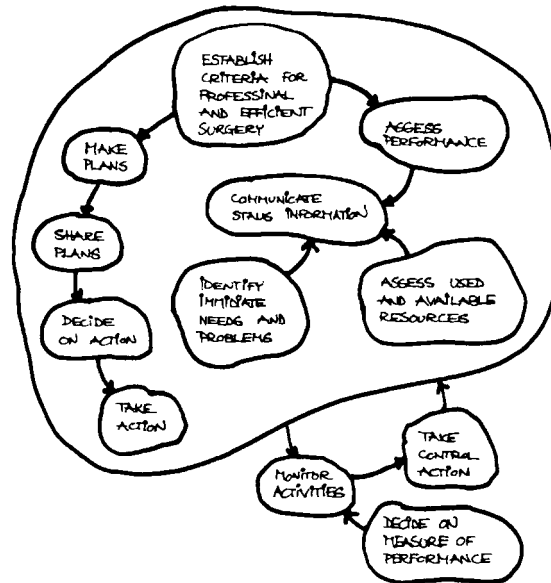 ESTABLISH
CRITERIA FOR
PROFESSINAL
AND EFFICIENT
SURGERY
MAKE
PLANS
ASSESS
PERFORMANCE
COMMUNICATE
STAUS INFORMATION
SHARE
PLANS
IDENTIFY
IMMIDIATE
NEEDS AND
PROBLEMS
ASSESS USED
AND AVAILABLE
RESOURCES
DECIDE
ON ACTION
TAKE
ACTION
MONITOR
ACTIVITIES
TAKE
CONTROL
ACTION
DECIDE ON
MEASURE OF
PERFORMANCE